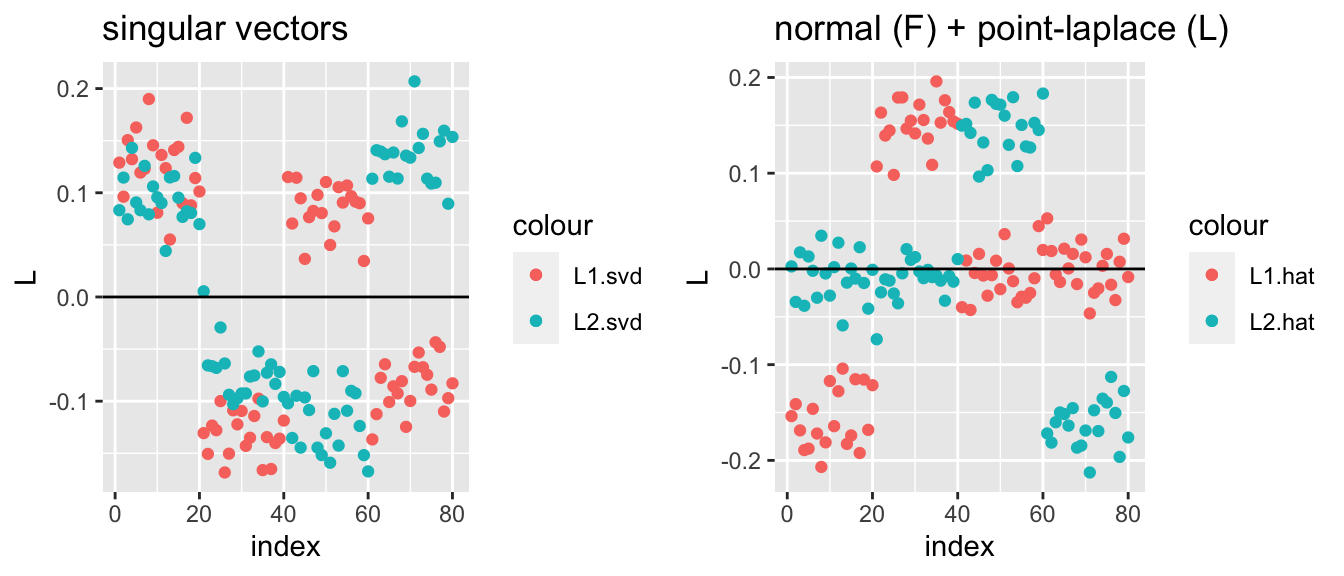 singular vectors
L
0.2
0.1
0.0
-0.1
0
20
40
60
80
index
colour
L1.svd
L2.svd
normal (F) + point-laplace (L)
L
0.2
0.1
0.0
-0.1
-0.2
0
20
40
60
80
index
colour
L1.hat
L2.hat